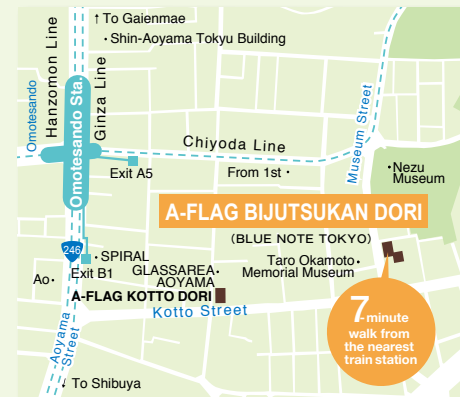 ↑ To Gaienmae
・Shin-Aoyama Tokyu Building
Omotesando
Hanzomon Line
Ginza Line
Omotesando Sta.
Chiyoda Line
Museum Street
Exit A5
From 1st・
・Nezu
Museum
A-FLAG BIJUTSUKAN DORI
(BLUE NOTE TOKYO)
246
・SPIRAL
Exit B1
Ao・
GLASSAREA・
AOYAMA
Taro Okamoto・
Memorial Museum
A-FLAG KOTTO DORI
Kotto Street
Aoyama
Street
7-minute
walk from
the nearest
train station
↓ To Shibuya